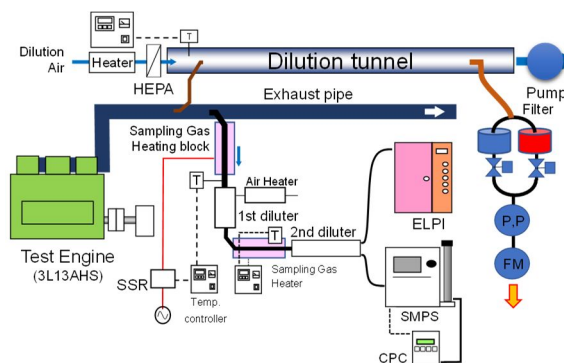 Dilution
Air
Heater
HEPA
T
Dilution tunnel
Pump
Filter
Exhaust pipe
Sampling Gas
Heating block
T
Air Heater
1st diluter
T
2nd diluter
ELPI
P,P
FM
Test Engine
(3L13AHS)
SSR
Temp.
controller
Sampling Gas
Heater
SMPS
CPC